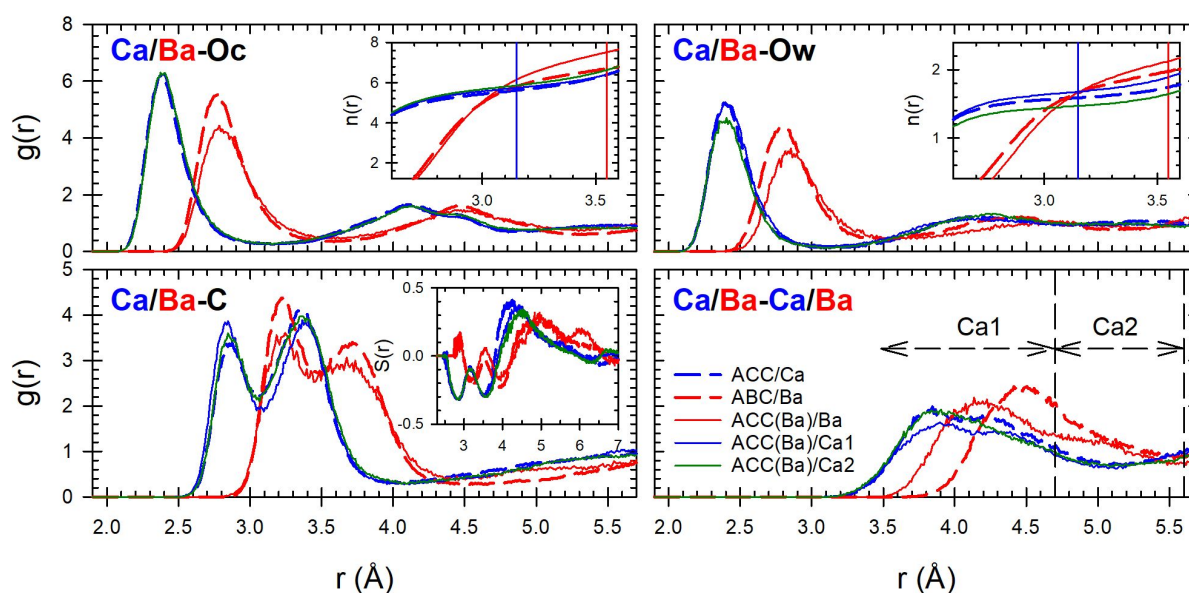 Ca/Ba-Oc
g(r)
8
6
4
2
0
n(r)
8
6
4
2
3.0
3.5
Ca/Ba-Ow
n(r)
2
1
3.0
3.5
Ca/Ba-C
g(r)
5
4
3
2
1
0
S(r)
0.5
0.0
-0.5
3
4
5
6
7
2.0
2.5
3.0
3.5
4.0
4.5
5.0
5.5
r (Å)
Ca/Ba-Ca/Ba
Ca1
Ca2
ACC/Ca
ABC/Ba
ACC(Ba)/Ba
ACC(Ba)/Ca1
ACC(Ba)/Ca2
2.0
2.5
3.0
3.5
4.0
4.5
5.0
5.5
r (Å)